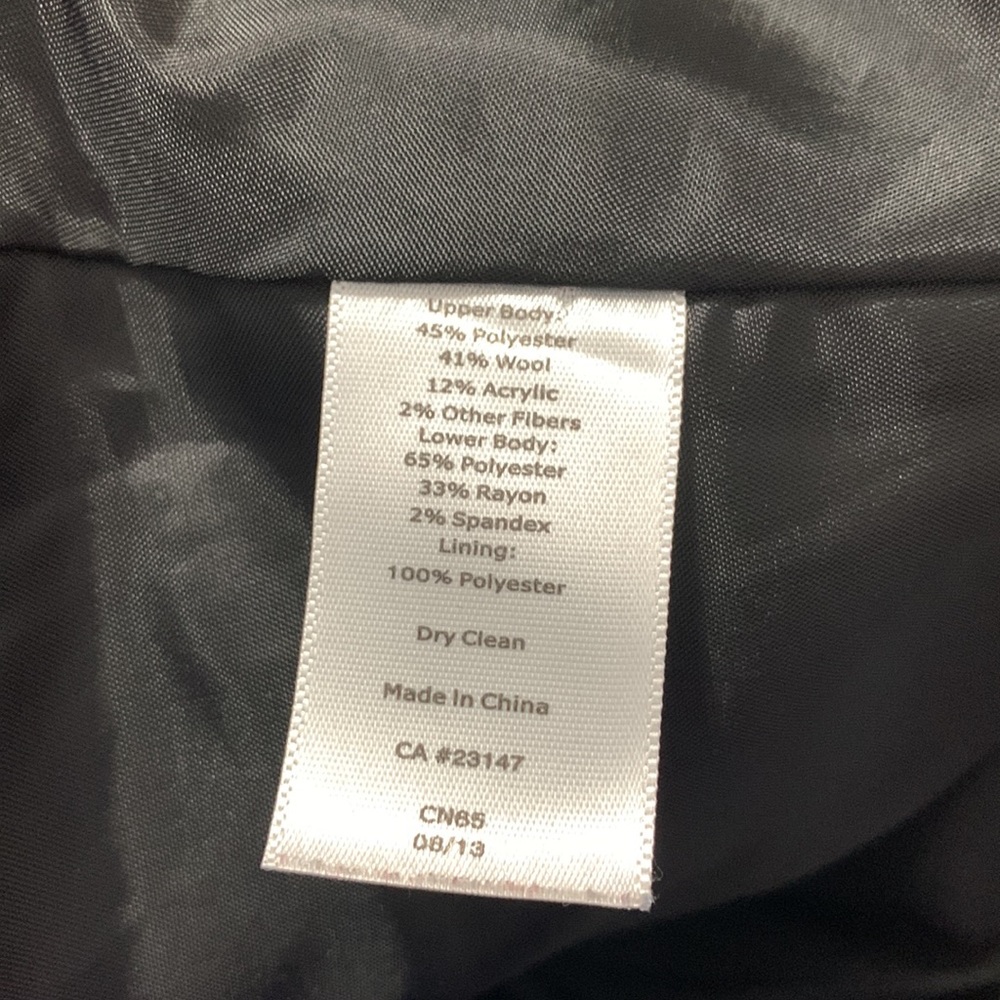 Upper Body:
45% Polyester
41% Wool
12% Acrylic
2% Other Fibers
Lower Body:
65% Polyester
33% Rayon
2% Spandex
Lining:
100% Polyester
Dry Clean
Made In China
CA #23147
CN65
08/13